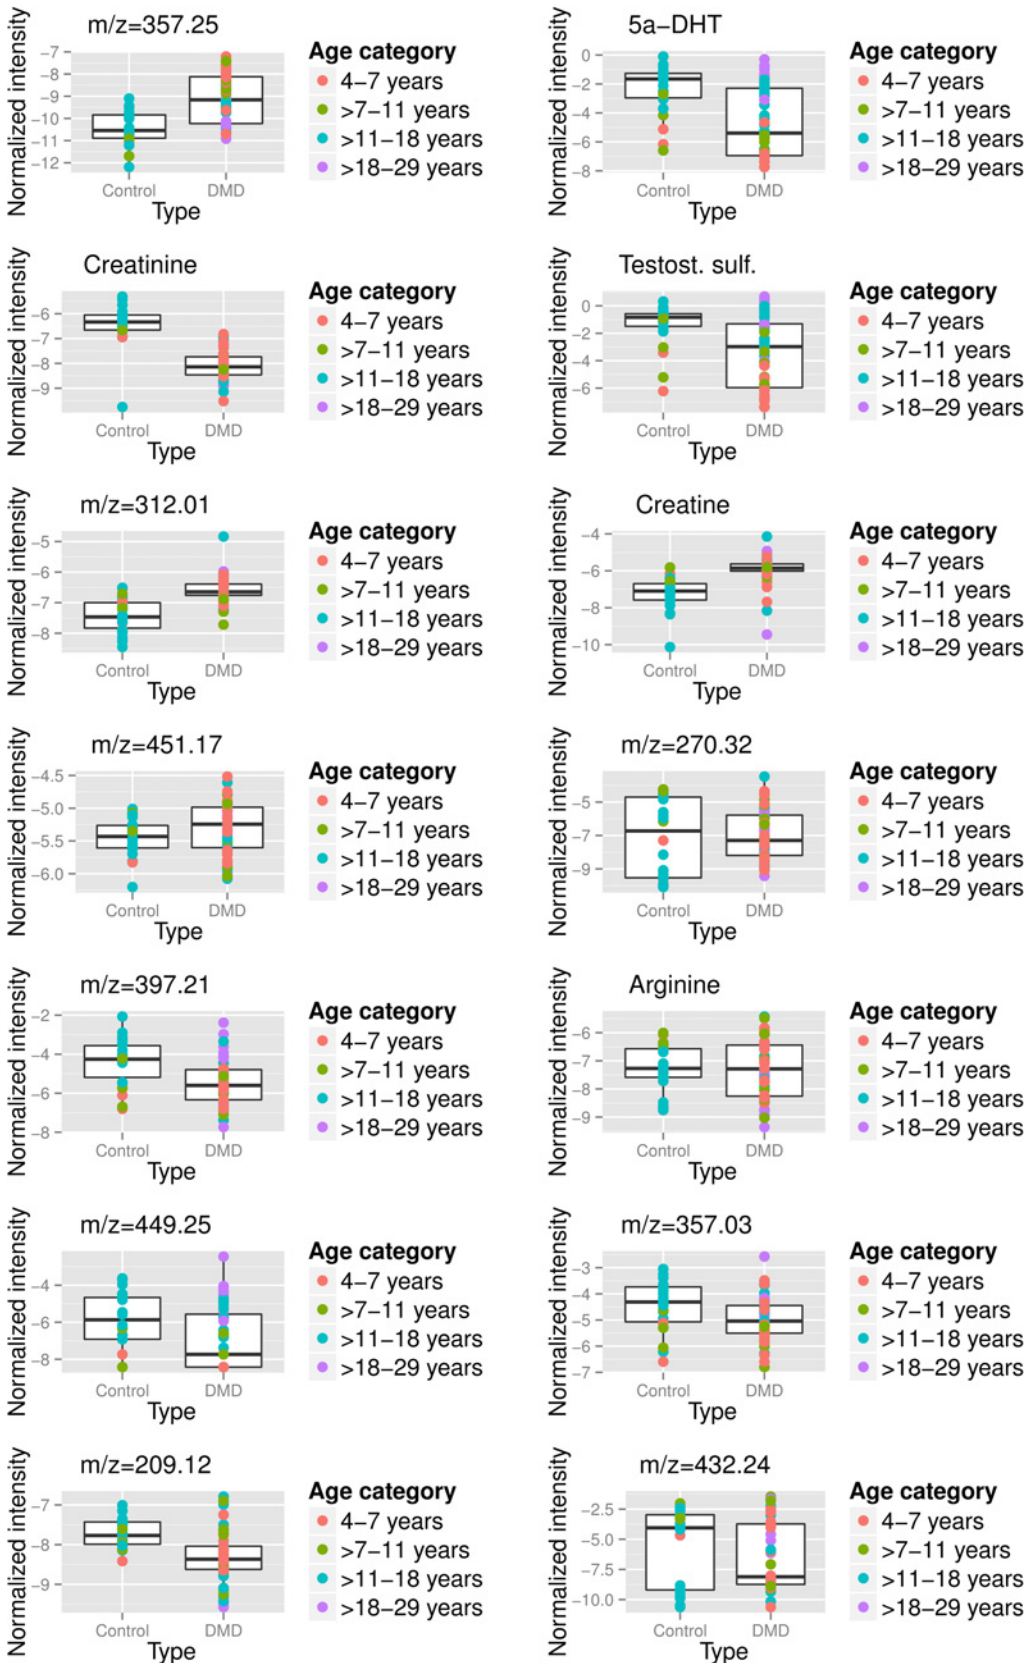 m/z=357.25
Normalized intensity
−7
−8
−9
−10
−11
−12
Control DMD
Type
Age category
4−7 years
>7−11 years
>11−18 years
>18−29 years
5a−DHT
Normalized intensity
0
−2
−4
−6
−8
Control DMD
Type
Age category
4−7 years
>7−11 years
>11−18 years
>18−29 years
Creatinine
Normalized intensity
−6
−7
−8
−9
Control DMD
Type
Age category
4−7 years
>7−11 years
>11−18 years
>18−29 years
Testost. sulf.
Normalized intensity
0
−2
−4
−6
Control DMD
Type
Age category
4−7 years
>7−11 years
>11−18 years
>18−29 years
m/z=312.01
Normalized intensity
−5
−6
−7
−8
Control DMD
Type
Age category
4−7 years
>7−11 years
>11−18 years
>18−29 years
Creatine
Normalized intensity
−4
−6
−8
−10
Control DMD
Type
Age category
4−7 years
>7−11 years
>11−18 years
>18−29 years
m/z=451.17
Normalized intensity
−4.5
−5.0
−5.5
−6.0
Control DMD
Type
Age category
4−7 years
>7−11 years
>11−18 years
>18−29 years
m/z=270.32
Normalized intensity
−5
−7
−9
Control DMD
Type
Age category
4−7 years
>7−11 years
>11−18 years
>18−29 years
m/z=397.21
Normalized intensity
−2
−4
−6
−8
Control DMD
Type
Age category
4−7 years
>7−11 years
>11−18 years
>18−29 years
Arginine
Normalized intensity
−6
−7
−8
−9
Control DMD
Type
Age category
4−7 years
>7−11 years
>11−18 years
>18−29 years
m/z=449.25
Normalized intensity
−4
−6
−8
Control DMD
Type
Age category
4−7 years
>7−11 years
>11−18 years
>18−29 years
m/z=357.03
Normalized intensity
−3
−4
−5
−6
−7
Control DMD
Type
Age category
4−7 years
>7−11 years
>11−18 years
>18−29 years
m/z=209.12
Normalized intensity
−7
−8
−9
Control DMD
Type
Age category
4−7 years
>7−11 years
>11−18 years
>18−29 years
m/z=432.24
Normalized intensity
−2.5
−5.0
−7.5
−10.0
Control DMD
Type
Age category
4−7 years
>7−11 years
>11−18 years
>18−29 years